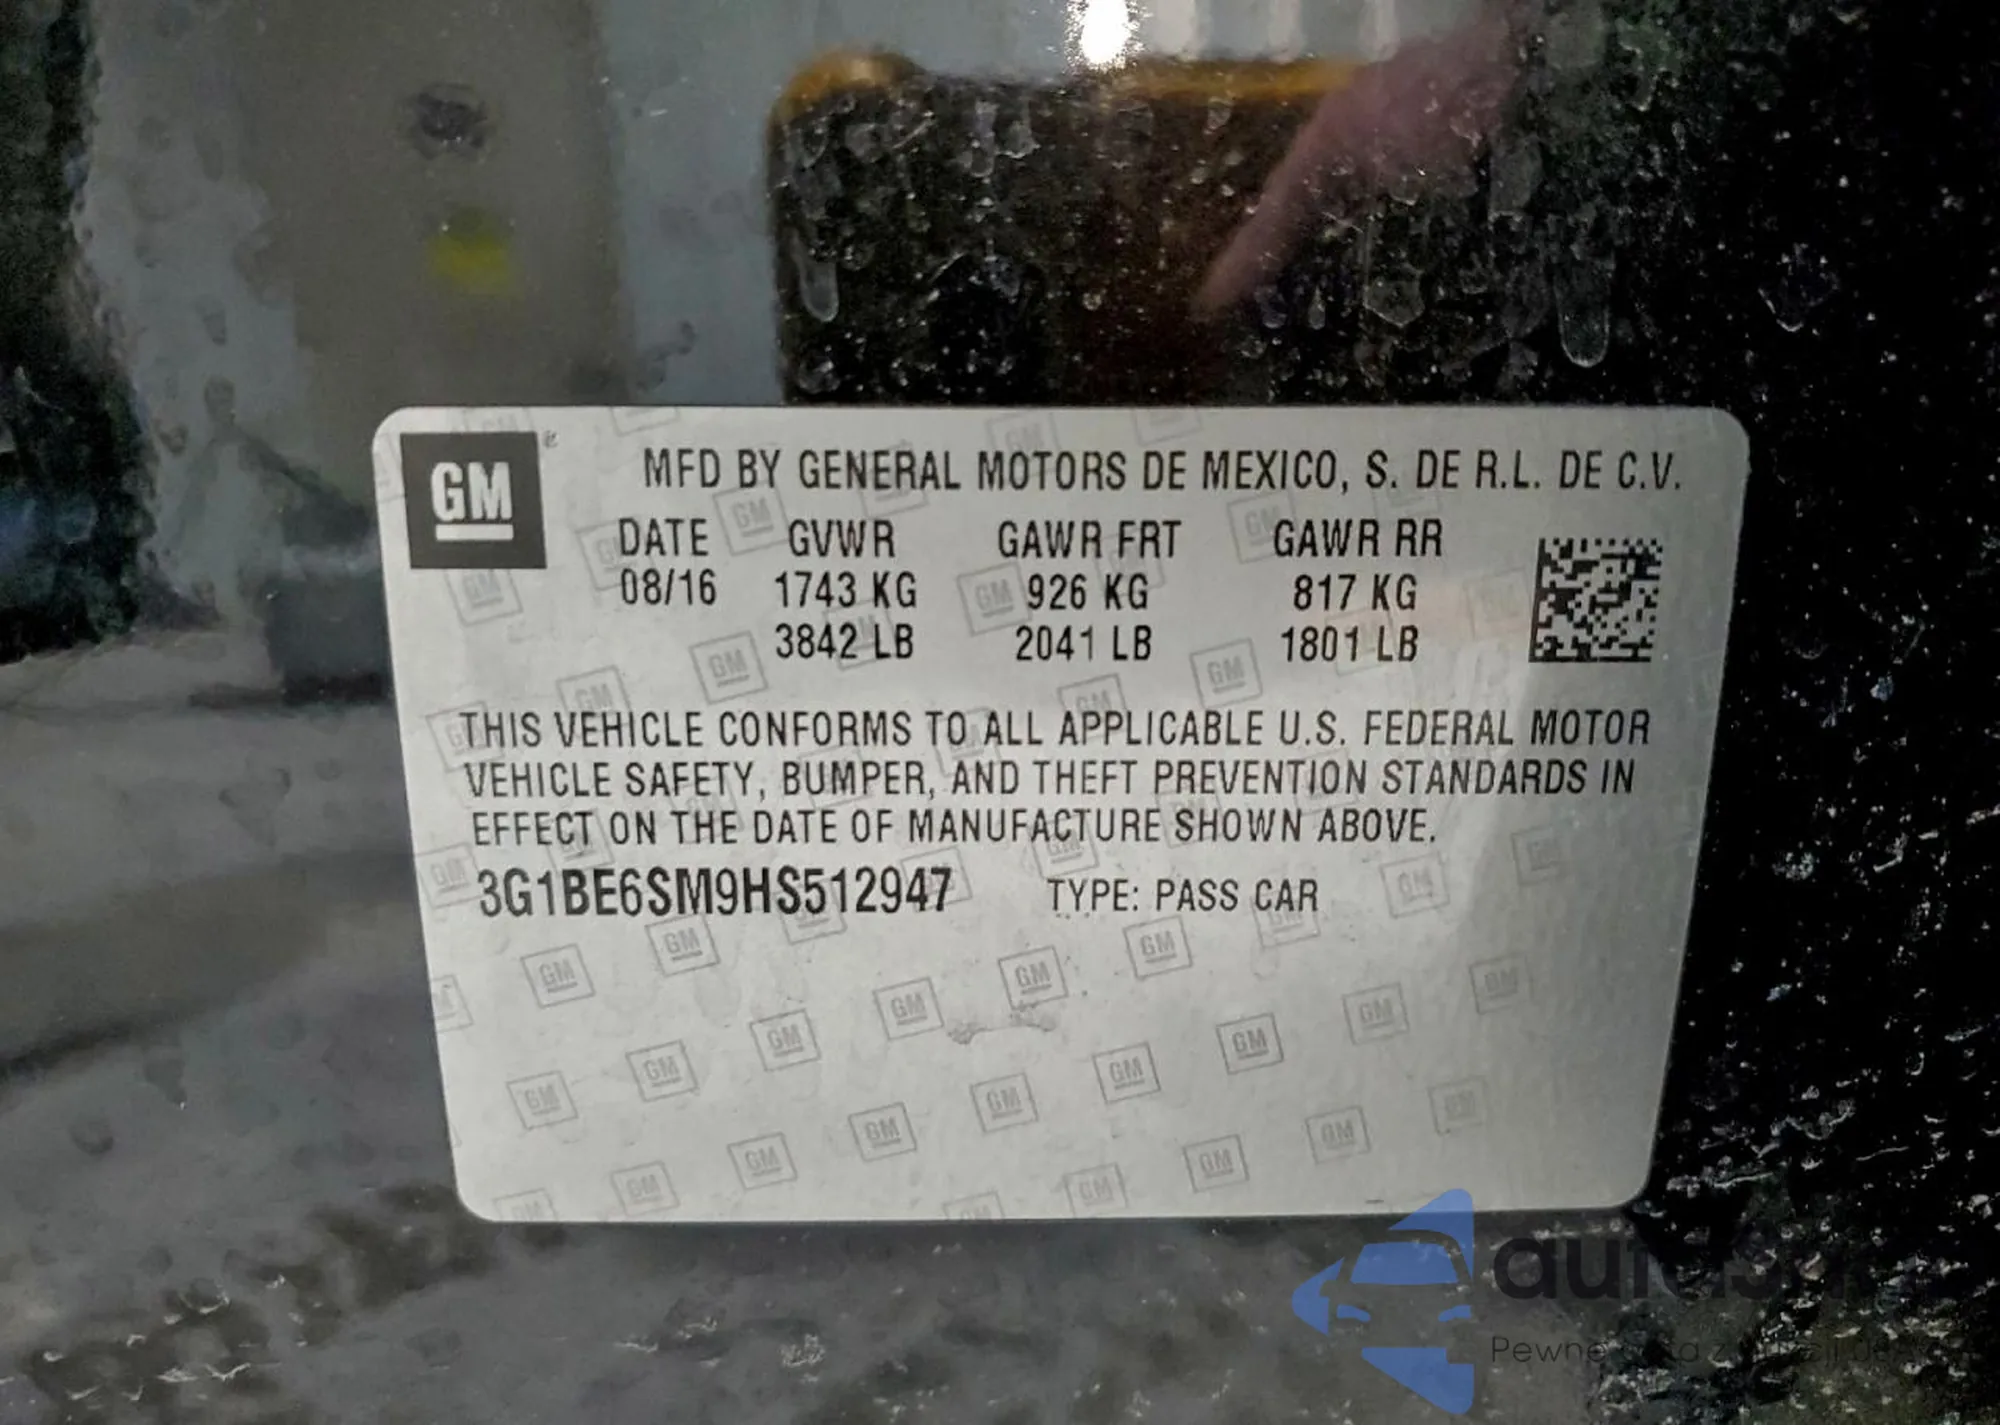 GM
MFD BY GENERAL MOTORS DE MEXICO, S. DE R.L. DE C.V.
DATE GVWR GAWR FRT GAWR RR
08/16 1743 KG 926 KG 817 KG
3842 LB 2041 LB 1801 LB
THIS VEHICLE CONFORMS TO ALL APPLICABLE U.S. FEDERAL MOTOR
VEHICLE SAFETY, BUMPER, AND THEFT PREVENTION STANDARDS IN
EFFECT ON THE DATE OF MANUFACTURE SHOWN ABOVE.
3G1BE6SM9HS512947 TYPE: PASS CAR
Pewne